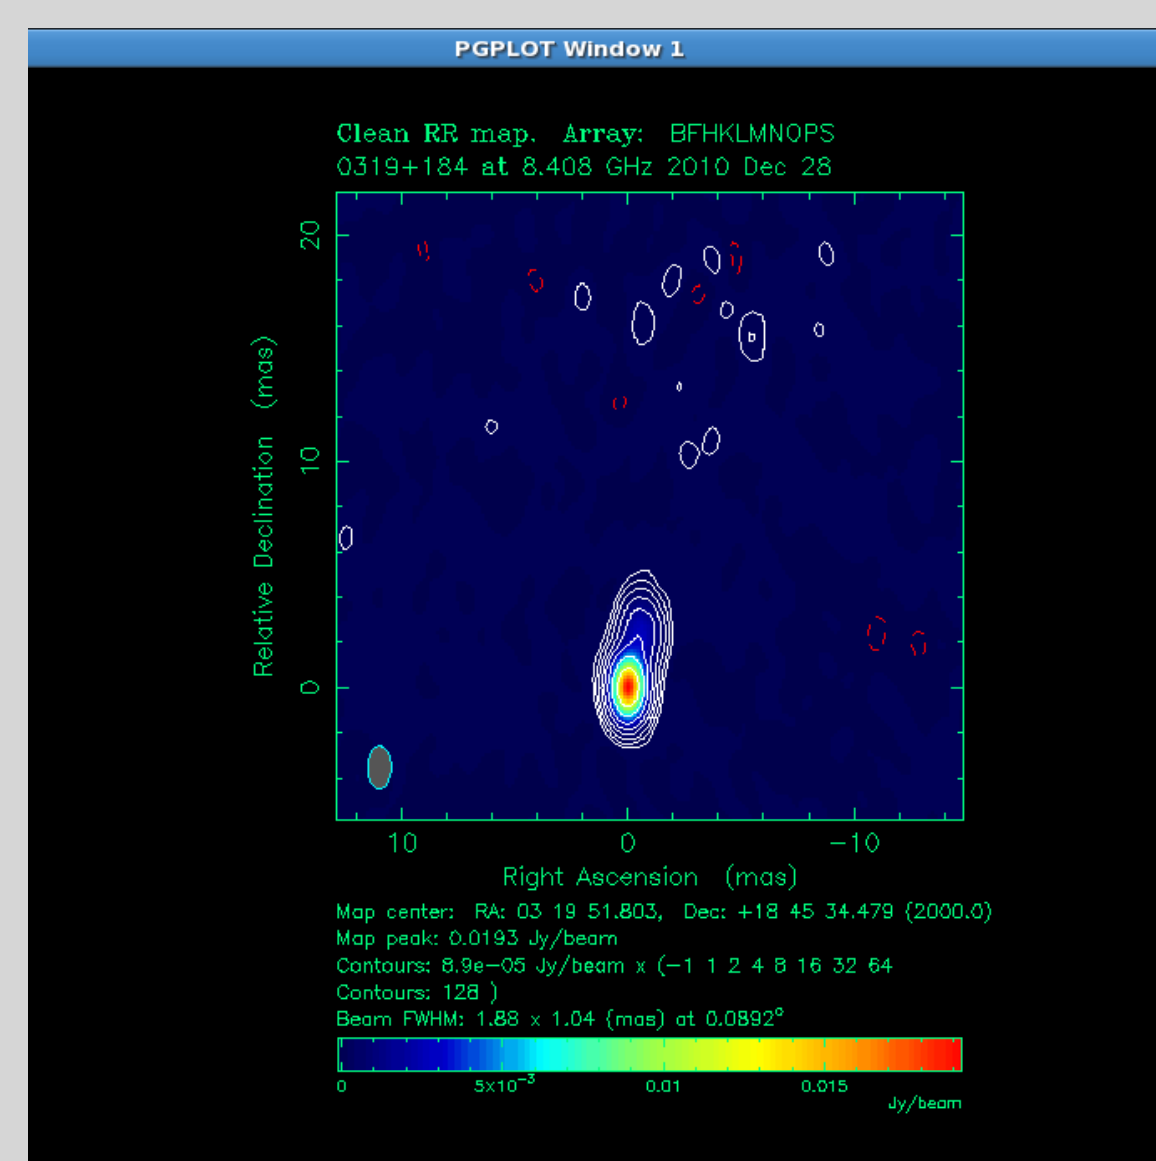 PGPLOT Window 1
Clean RR map. Array: BFHKLMNOPS
0319+184 at 8.408 GHz 2010 Dec 28
20
10
0
Relative Declination (mas)
10 0 −10
Right Ascension (mas)
Map center: RA: 03 19 51.803, Dec: +18 45 34.479 (2000.0)
Map peak: 0.0193 Jy/beam
Contours: 8.9e−05 Jy/beam x (−1 1 2 4 8 16 32 64
Contours: 128 )
Beam FWHM: 1.88 x 1.04 (mas) at 0.0892°
0 5×10⁻³ 0.01 0.015
Jy/beam